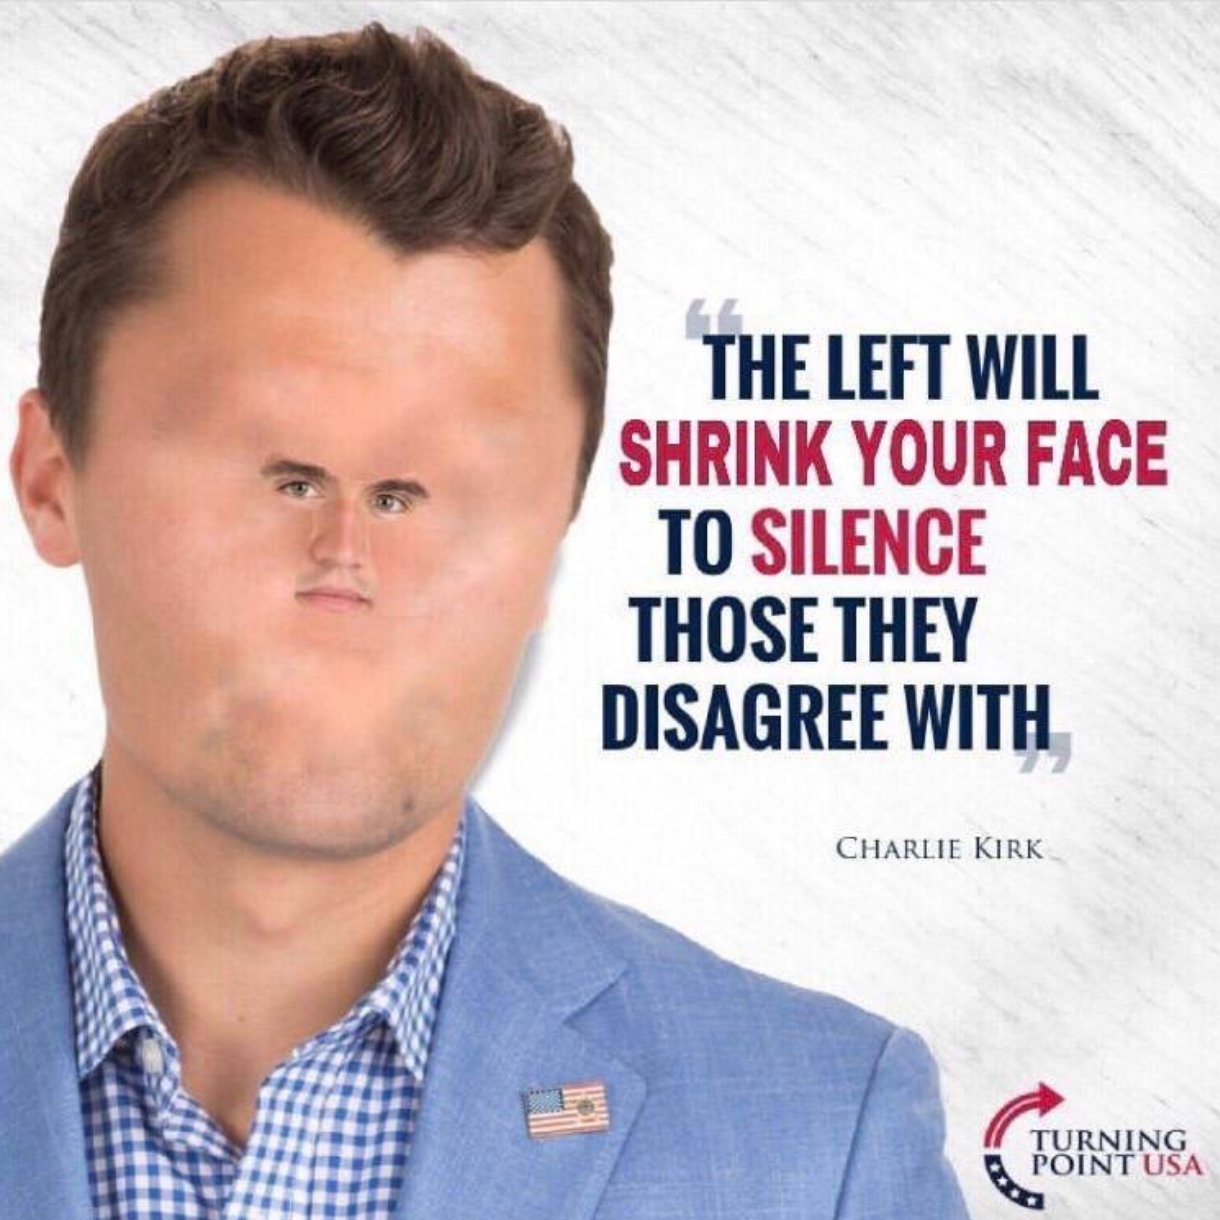 “THE LEFT WILL
SHRINK YOUR FACE
TO SILENCE
THOSE THEY
DISAGREE WITH”
CHARLIE KIRK
TURNING
POINT USA